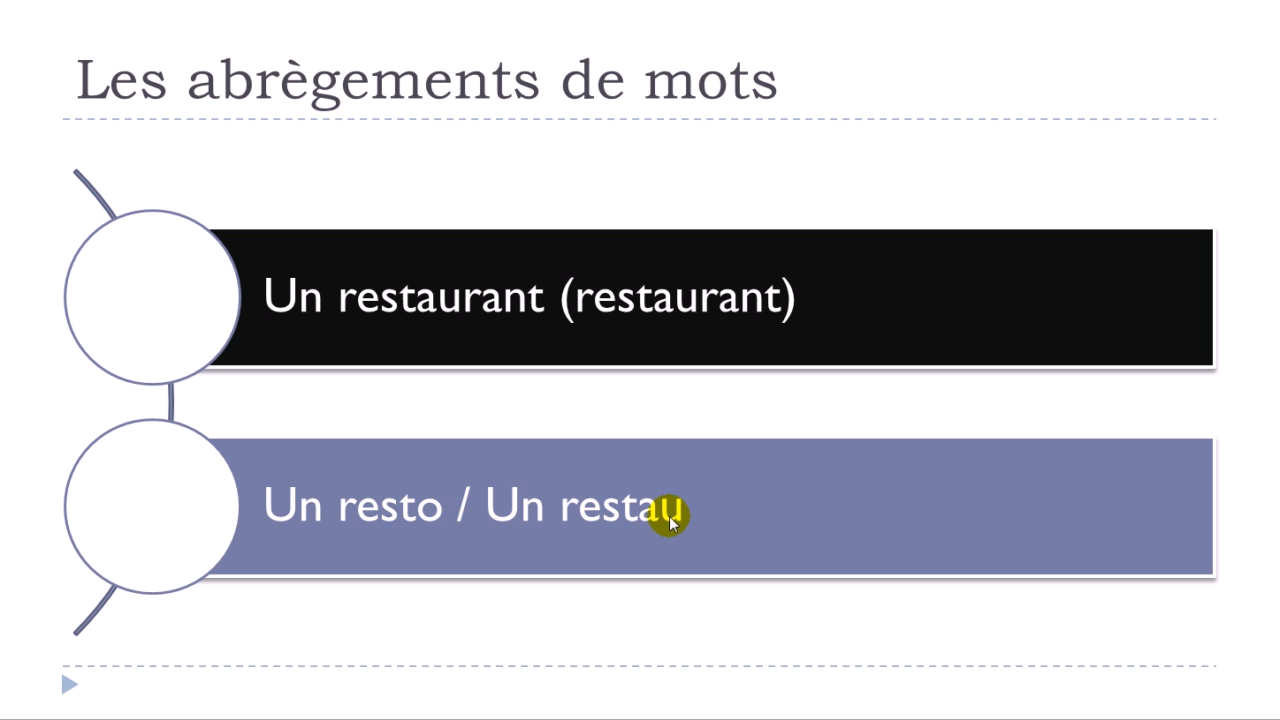 Les abrègements de mots
Un restaurant (restaurant)
Un resto / Un restau